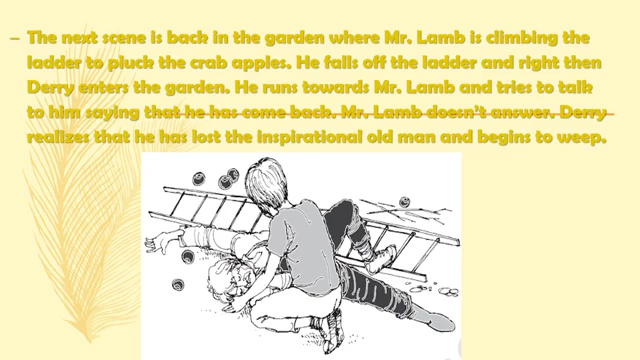 – The next scene is back in the garden where Mr. Lamb is climbing the
ladder to pluck the crab apples. He falls off the ladder and right then
Derry enters the garden. He runs towards Mr. Lamb and tries to talk
to him saying that he has come back. Mr. Lamb doesn't answer. Derry
realizes that he has lost the inspirational old man and begins to weep.